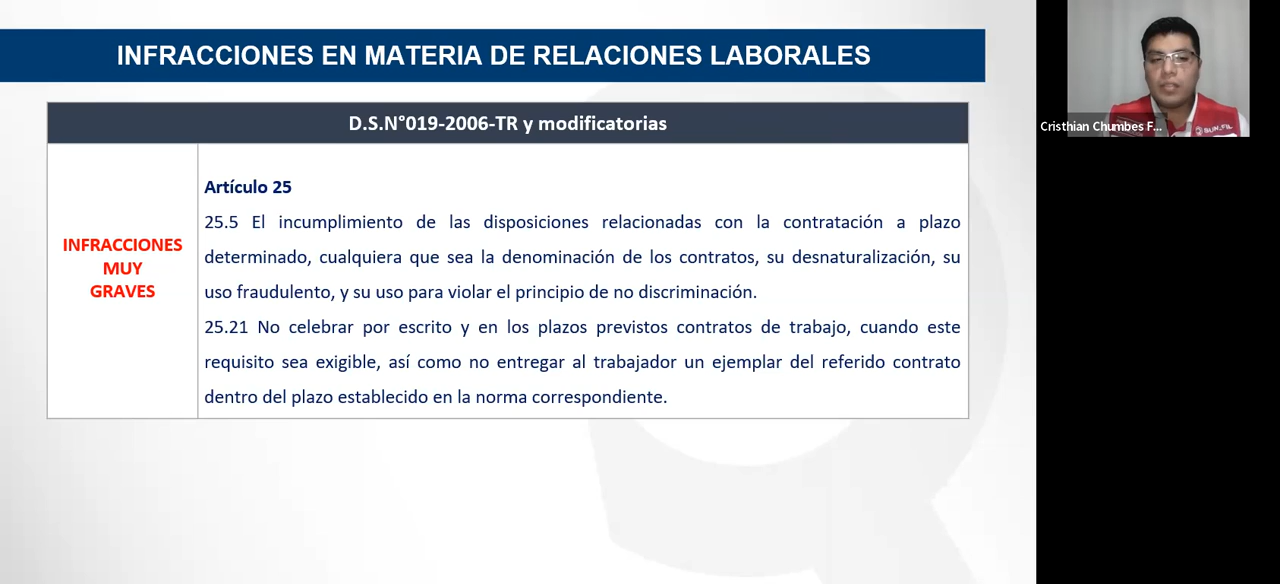 INFRACCIONES EN MATERIA DE RELACIONES LABORALES
D.S.N°019-2006-TR y modificatorias
INFRACCIONES
MUY
GRAVES
Artículo 25
25.5 El incumplimiento de las disposiciones relacionadas con la contratación a plazo
determinado, cualquiera que sea la denominación de los contratos, su desnaturalización, su
uso fraudulento, y su uso para violar el principio de no discriminación.
25.21 No celebrar por escrito y en los plazos previstos contratos de trabajo, cuando este
requisito sea exigible, así como no entregar al trabajador un ejemplar del referido contrato
dentro del plazo establecido en la norma correspondiente.
Cristhian Chumbes F...